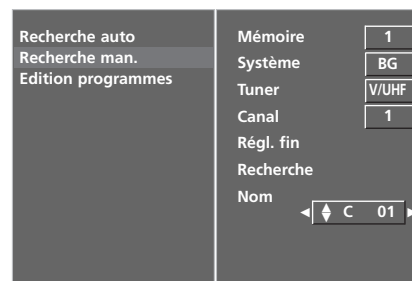 Recherche auto
Recherche man.
Edition programmes
Mémoire 1
Système BG
Tuner V/UHF
Canal 1
Régl. fin
Recherche
Nom
C 01